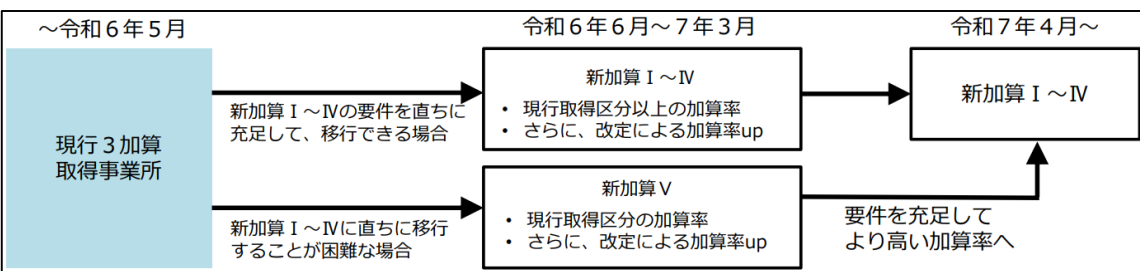 ～令和６年５月
令和６年６月～７年３月
令和７年４月～
現行３加算
取得事業所
新加算Ⅰ～Ⅳの要件を直ちに
充足して、移行できる場合
新加算Ⅰ～Ⅳ
• 現行取得区分以上の加算率
• さらに、改定による加算率up
新加算Ⅰ～Ⅳ
新加算Ⅰ～Ⅳに直ちに移行
することが困難な場合
新加算Ⅴ
• 現行取得区分の加算率
• さらに、改定による加算率up
要件を充足して
より高い加算率へ